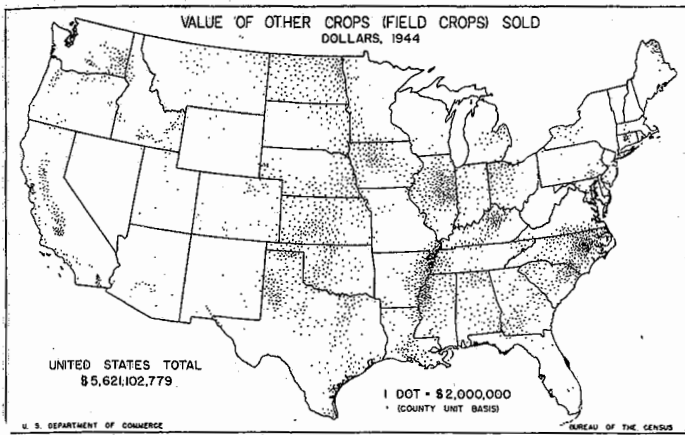 VALUE OF OTHER CROPS (FIELD CROPS) SOLD
DOLLARS, 1944
UNITED STATES TOTAL
$5,621,102,779
1 DOT = $2,000,000
(COUNTY UNIT BASIS)
U. S. DEPARTMENT OF COMMERCE
BUREAU OF THE CENSUS